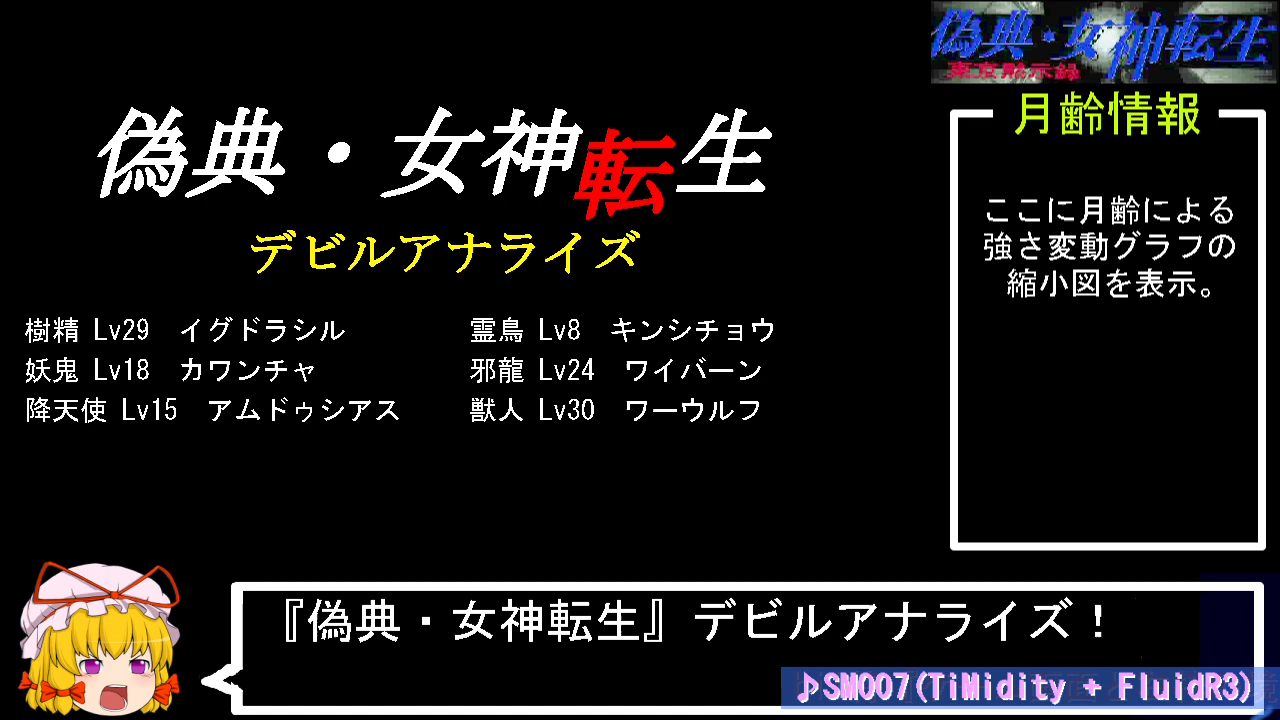 偽典・女神転生
東京黙示録
月齢情報
偽典・女神転生
デビルアナライズ
ここに月齢による
強さ変動グラフの
縮小図を表示。
樹精 Lv29 イグドラシル
霊鳥 Lv8 キンシチョウ
妖鬼 Lv18 カワンチャ
邪龍 Lv24 ワイバーン
降天使 Lv15 アムドゥシアス
獣人 Lv30 ワーウルフ
『偽典・女神転生』デビルアナライズ！
♪SM007(TiMidity + FluidR3)